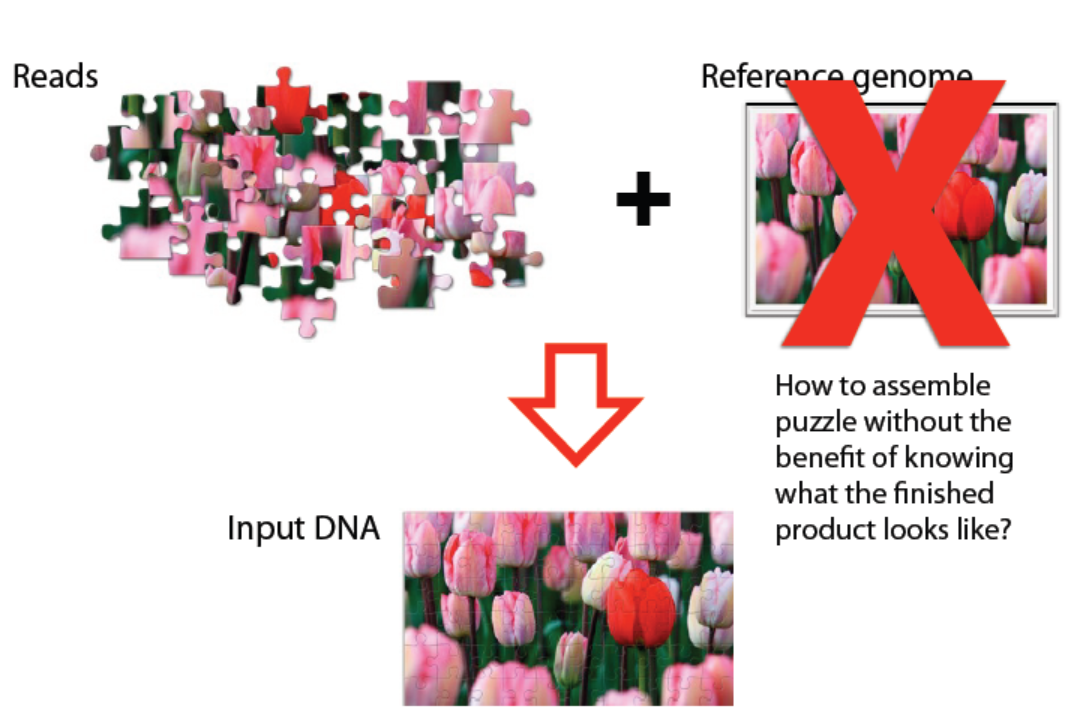 Reads
Reference genome
+
How to assemble
puzzle without the
benefit of knowing
what the finished
product looks like?
Input DNA